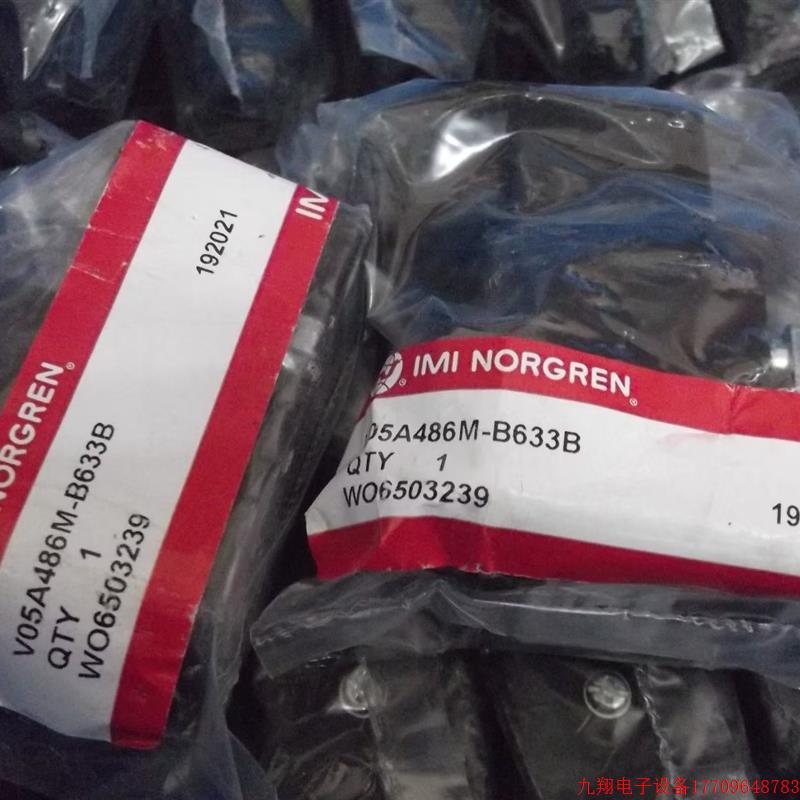 NORGREN®
V05A486M-B633B
QTY 1
WO6503239
192021
IM
IMI NORGREN®
05A486M-B633B
QTY 1
WO6503239
19
九翔电子设备17709648783